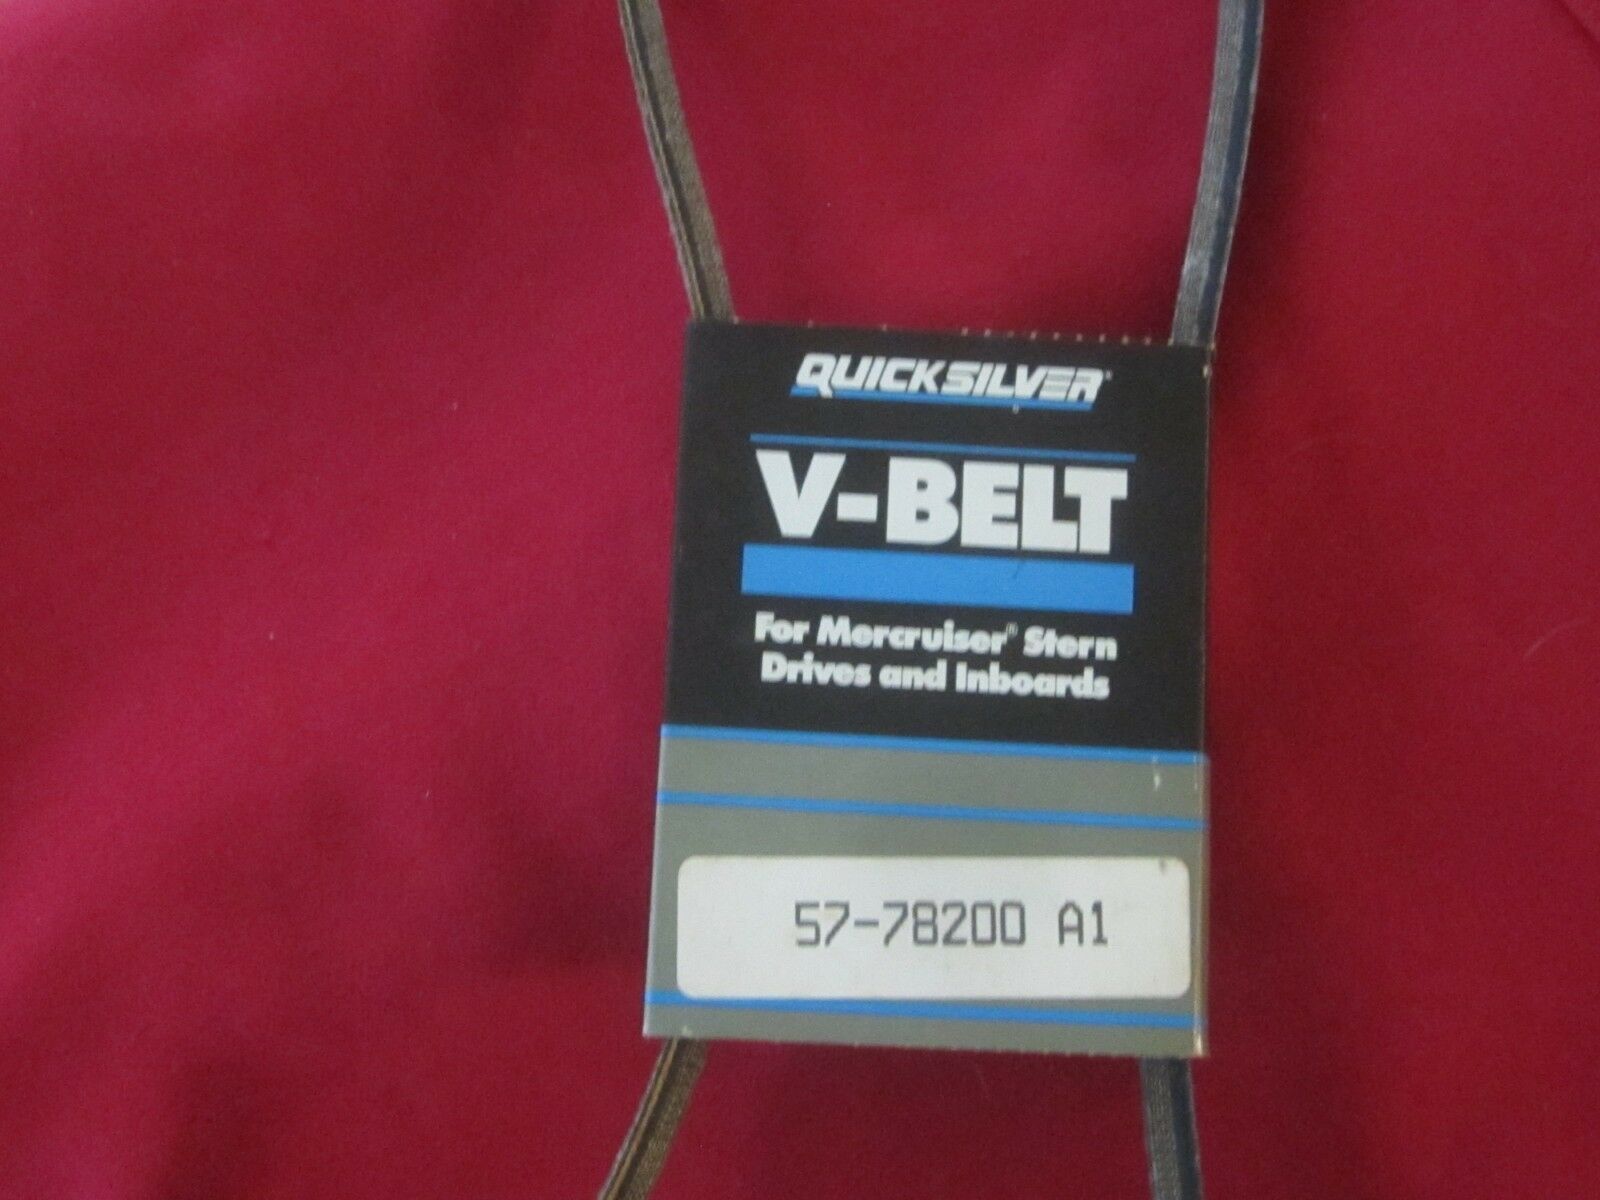 QUICKSILVER®
V-BELT
For Mercruiser® Stern
Drives and Inboards
57-78200 A1